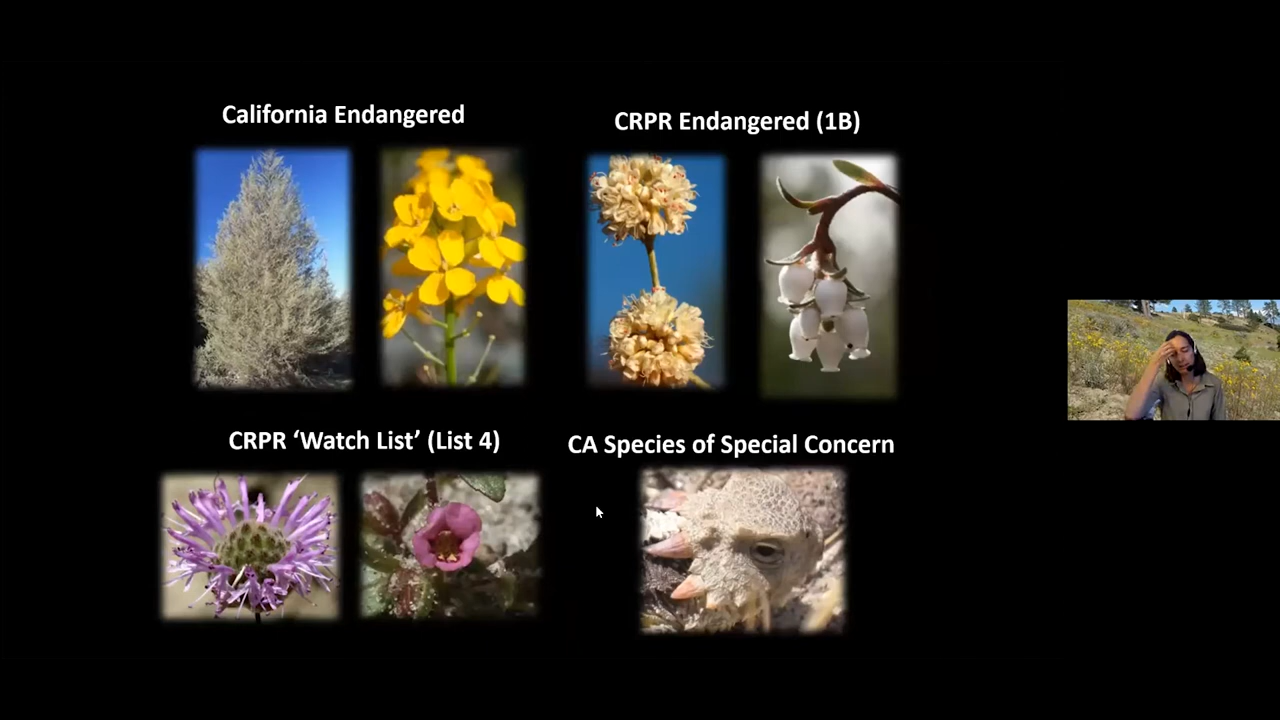 California Endangered
CRPR Endangered (1B)
CRPR ‘Watch List’ (List 4)
CA Species of Special Concern